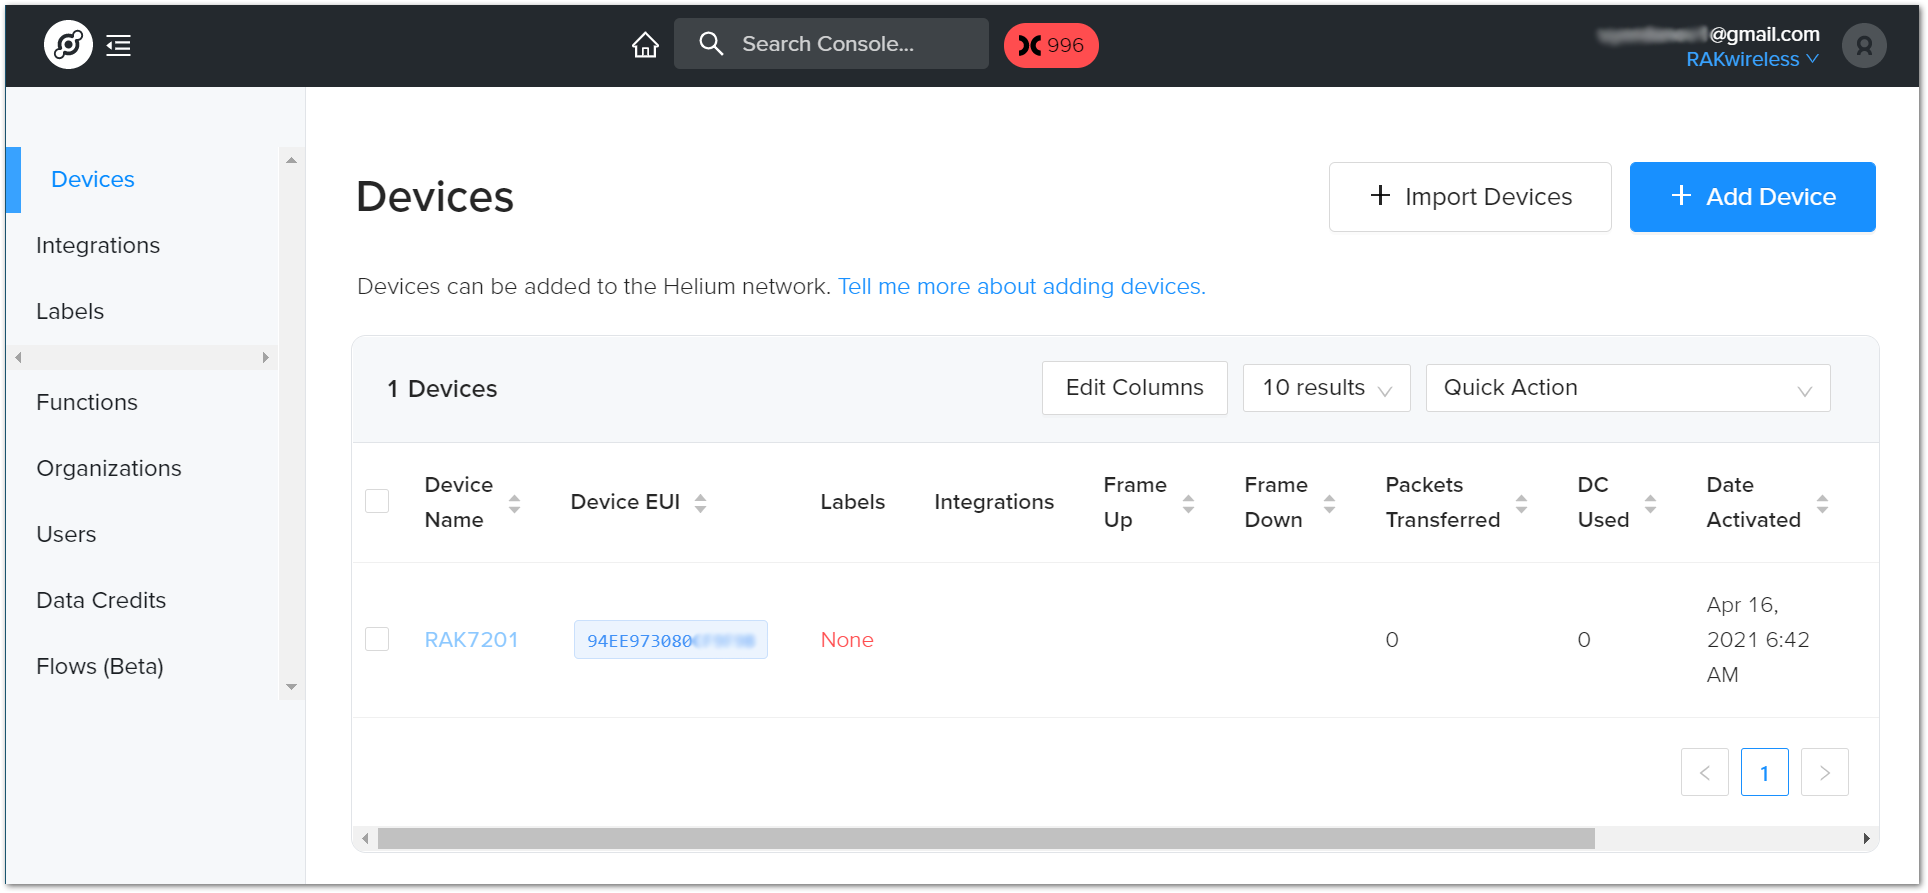 Search Console...
996
@gmail.com
RAKwireless
Devices
Integrations
Labels
Functions
Organizations
Users
Data Credits
Flows (Beta)
Devices
+ Import Devices
+ Add Device
Devices can be added to the Helium network. Tell me more about adding devices.
1 Devices
Edit Columns
10 results
Quick Action
Device
Name
Device EUI
Labels
Integrations
Frame
Up
Frame
Down
Packets
Transferred
DC
Used
Date
Activated
RAK7201
94EE973080
None
0
0
Apr 16,
2021 6:42
AM
< 1 >